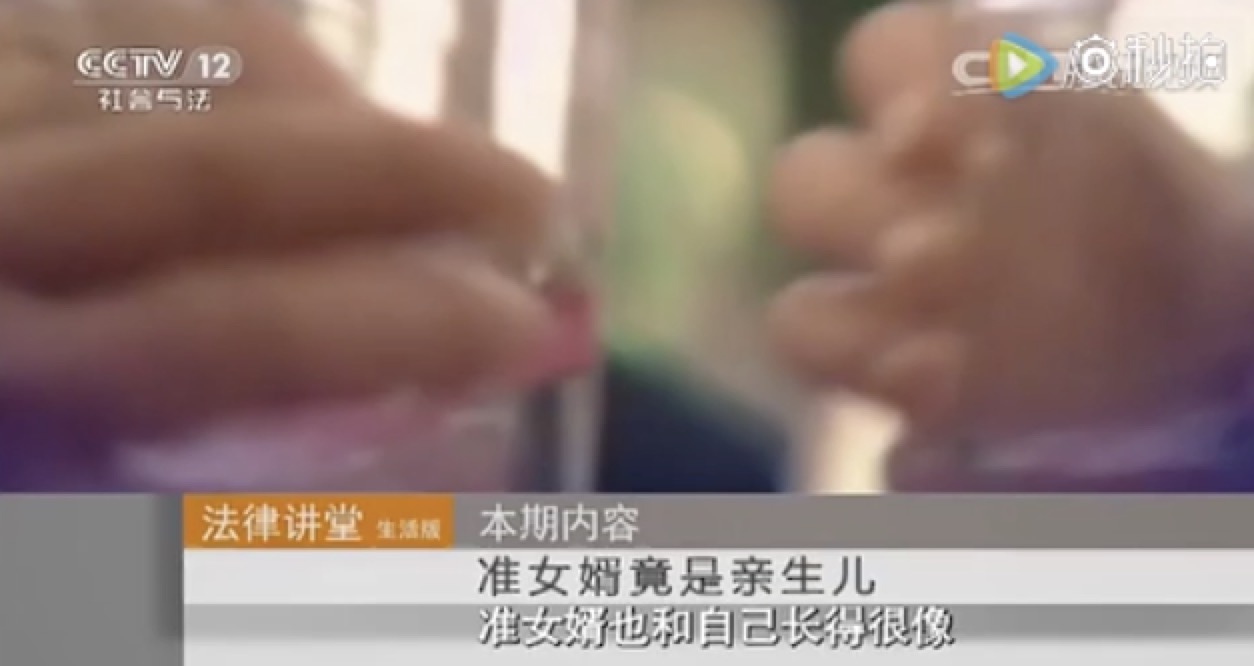 CCTV 12
社会与法
秒拍
法律讲堂 生活版
本期内容
准女婿竟是亲生儿
准女婿也和自己长得很像